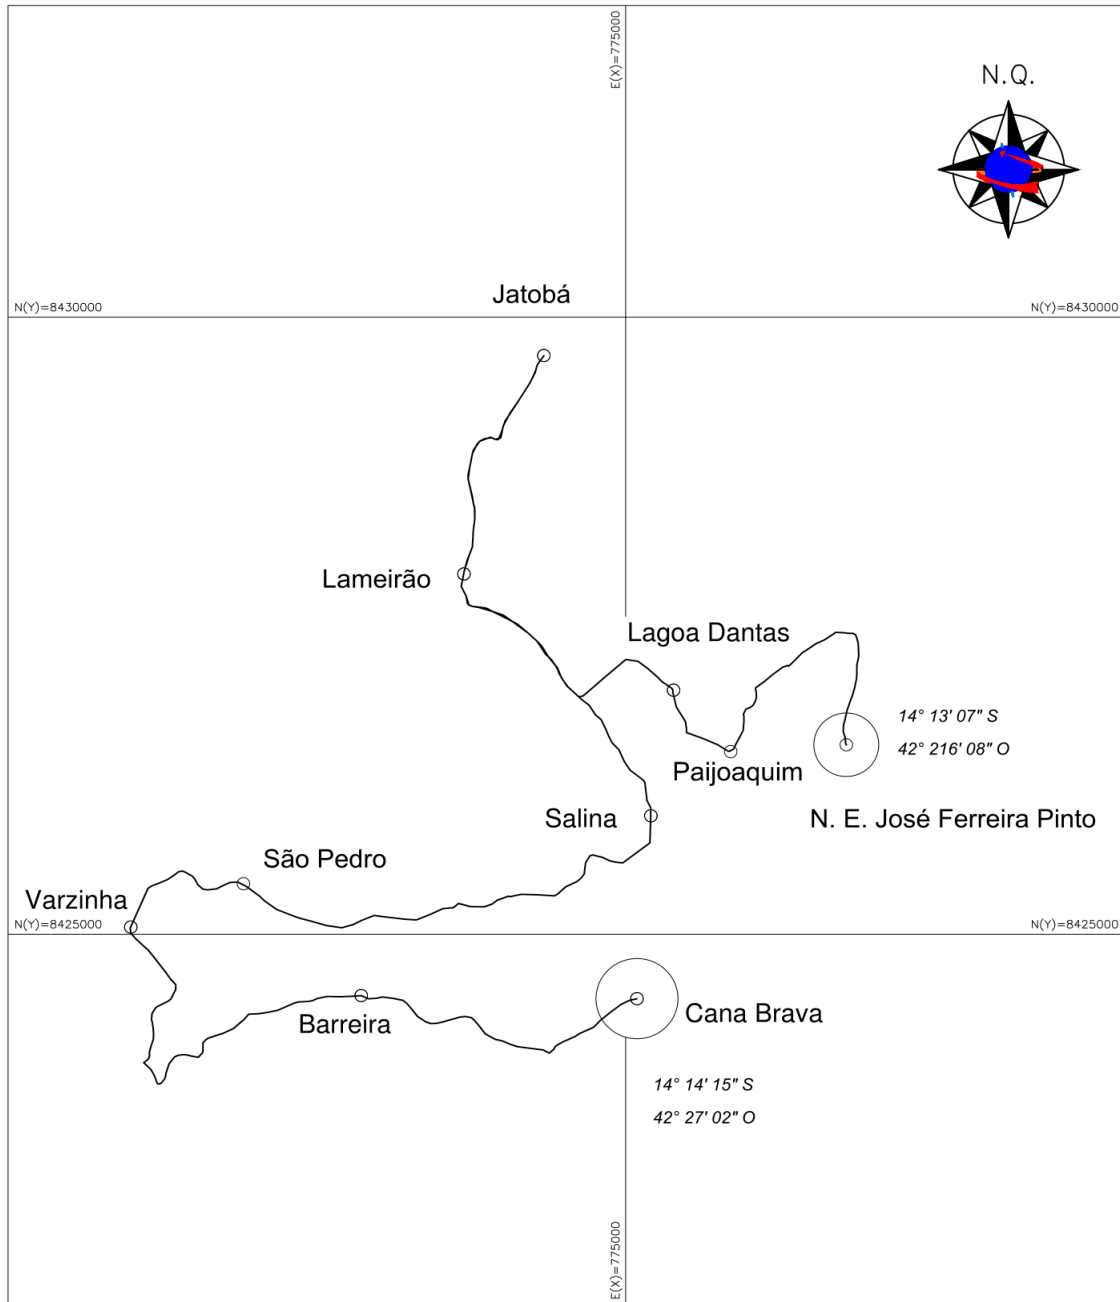 E(X)=775000
N.Q.
Jatobá
N(Y)=8430000
N(Y)=8430000
Lameirão
Lagoa Dantas
14° 13' 07" S
42° 216' 08" O
Paijoaquim
Salina
N. E. José Ferreira Pinto
São Pedro
Varzinha
N(Y)=8425000
N(Y)=8425000
Cana Brava
Barreira
14° 14' 15" S
42° 27' 02" O
E(X)=775000